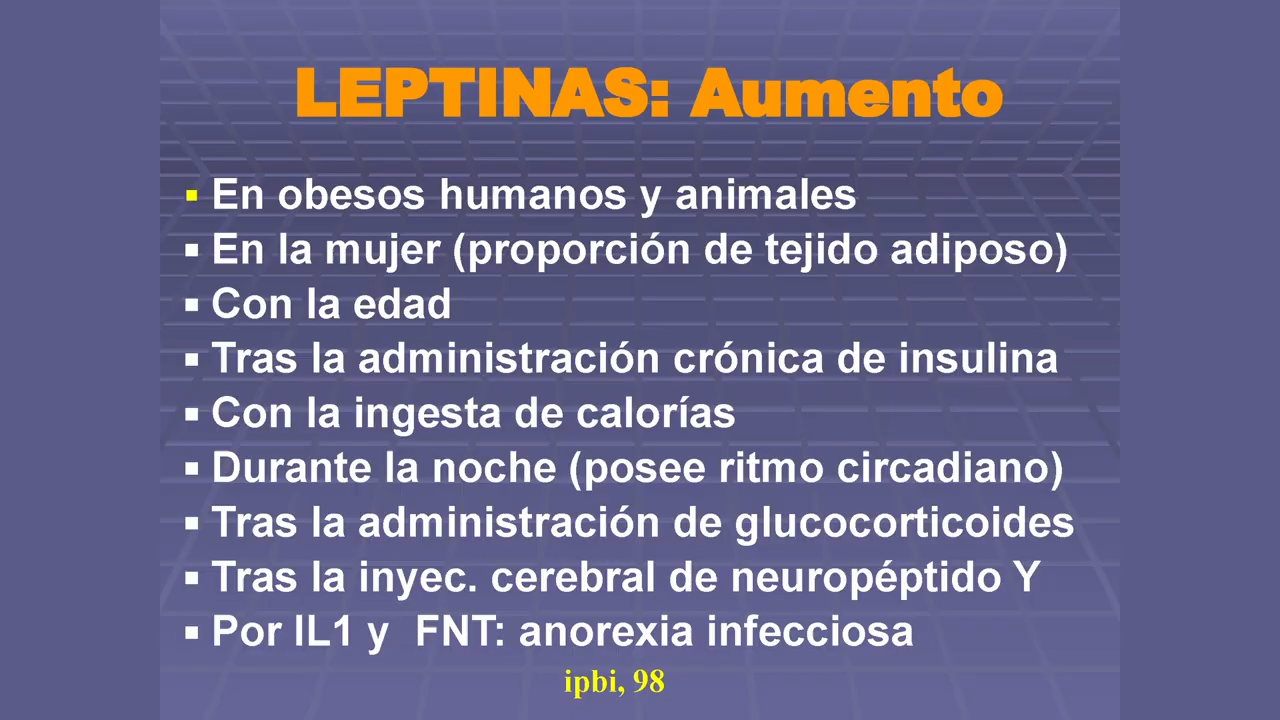 LEPTINAS: Aumento
▪ En obesos humanos y animales
▪ En la mujer (proporción de tejido adiposo)
▪ Con la edad
▪ Tras la administración crónica de insulina
▪ Con la ingesta de calorías
▪ Durante la noche (posee ritmo circadiano)
▪ Tras la administración de glucocorticoides
▪ Tras la inyec. cerebral de neuropéptido Y
▪ Por IL1 y  FNT: anorexia infecciosa
ipbi, 98